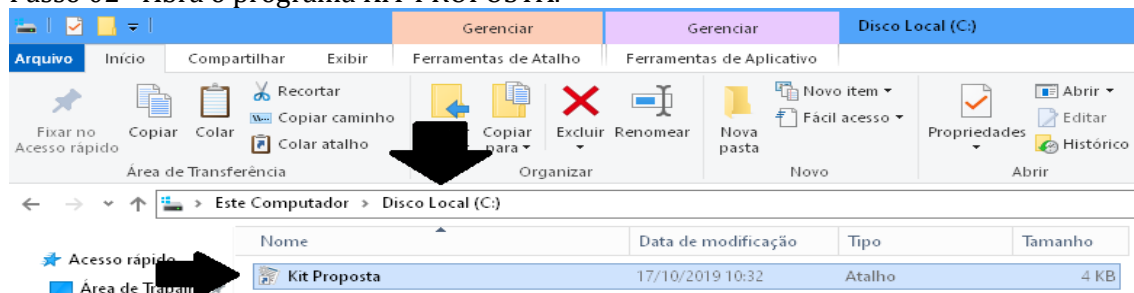 Gerenciar Gerenciar Disco Local (C:)
Arquivo Início Compartilhar Exibir Ferramentas de Atalho Ferramentas de Aplicativo
Recortar Novo item Abrir
Copiar caminho Fácil acesso Editar
Fixar no Copiar Colar Copiar Excluir Renomear Nova Propriedades
Acesso rápido Colar atalho para pasta Histórico
Área de Transferência Organizar Novo Abrir
Este Computador > Disco Local (C:)
Nome Data de modificação Tipo Tamanho
Acesso rápido
Kit Proposta 17/10/2019 10:32 Atalho 4 KB
Área de